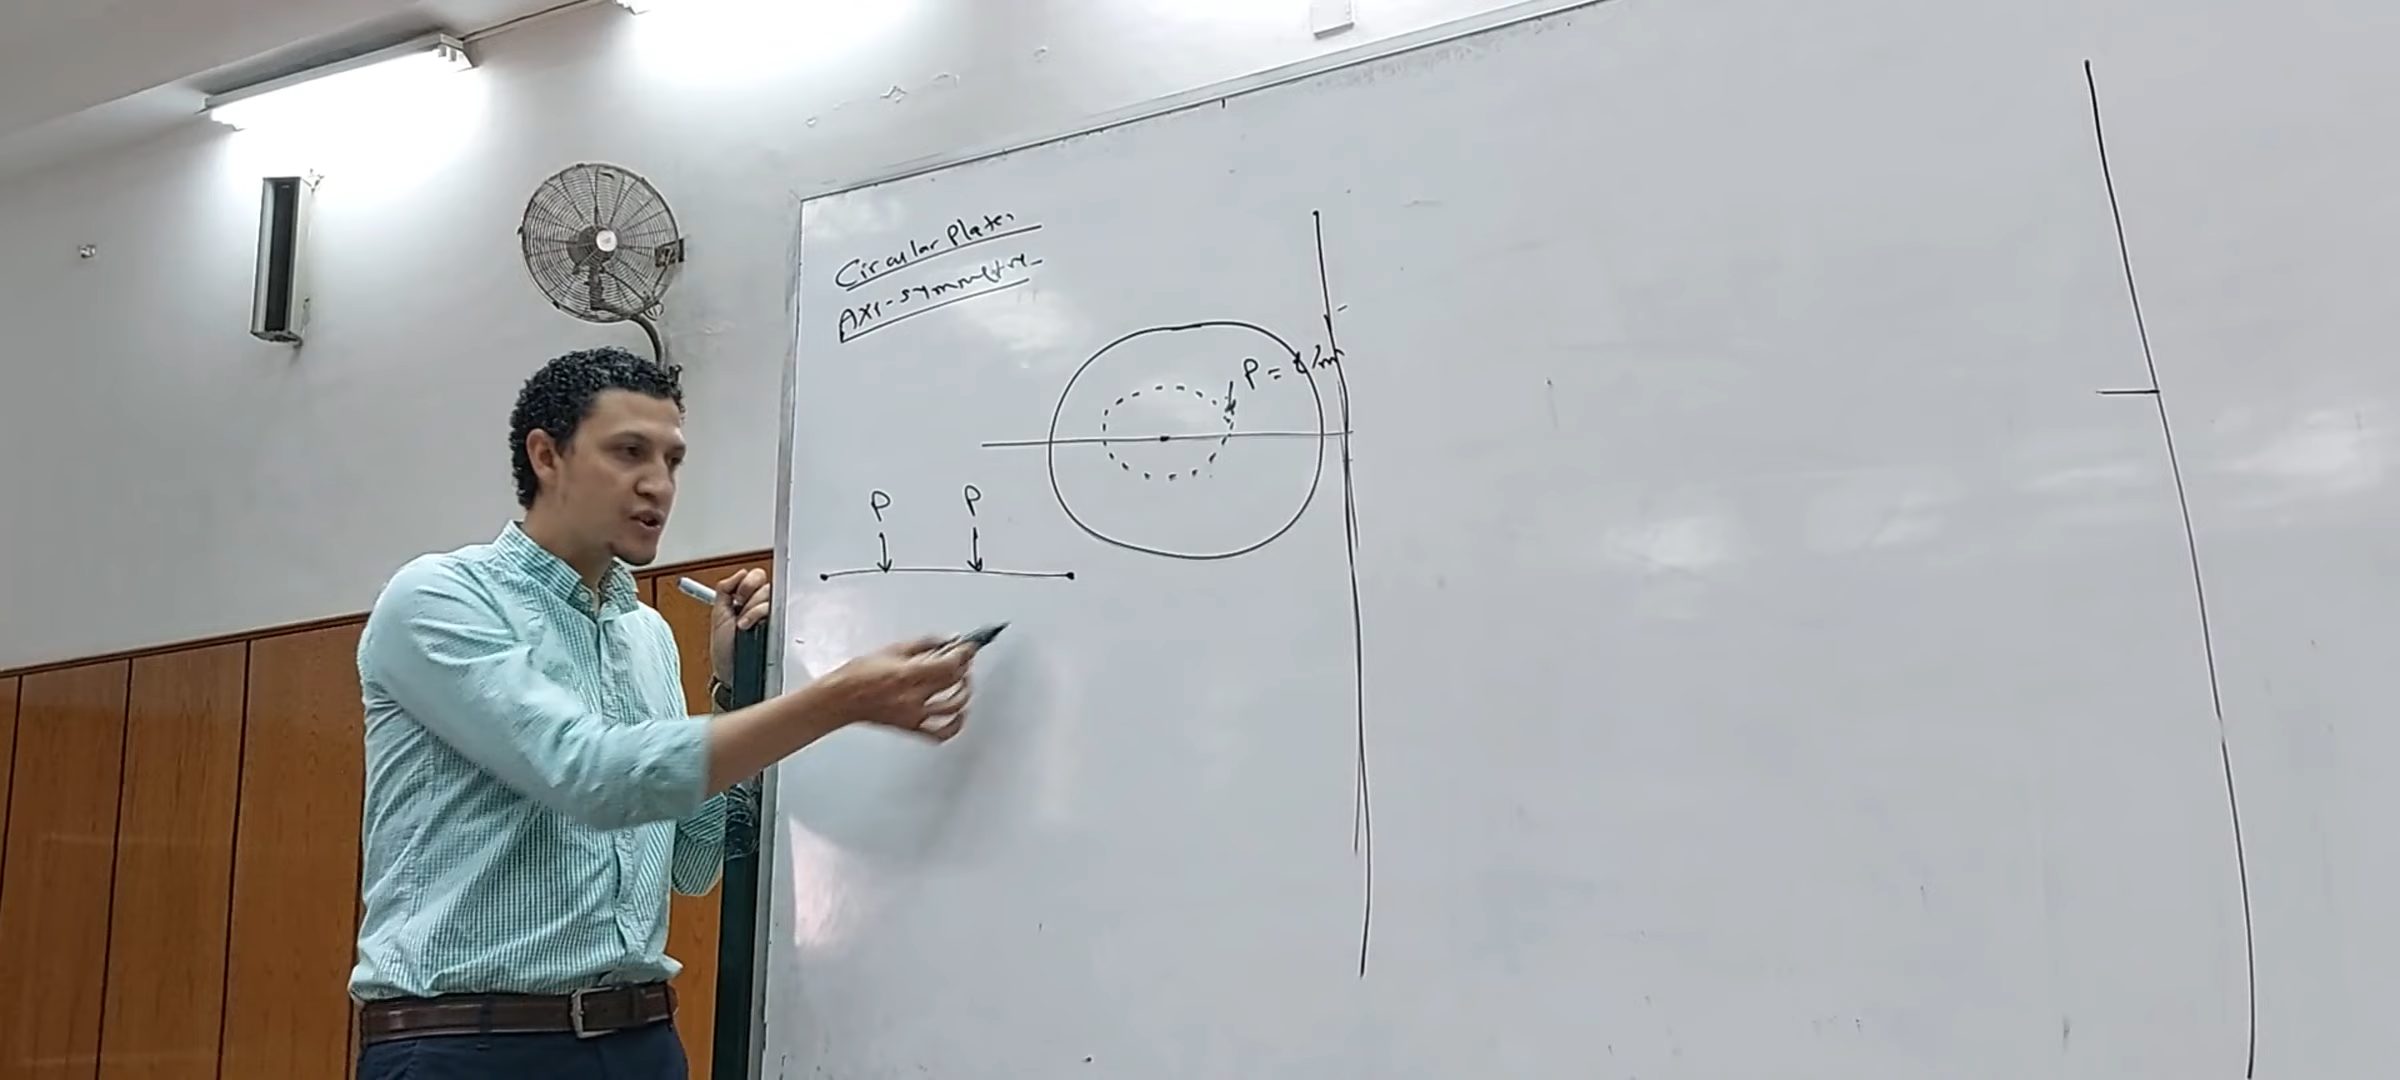 Circular Plates
Axi-symmetric
P = t/m
P P